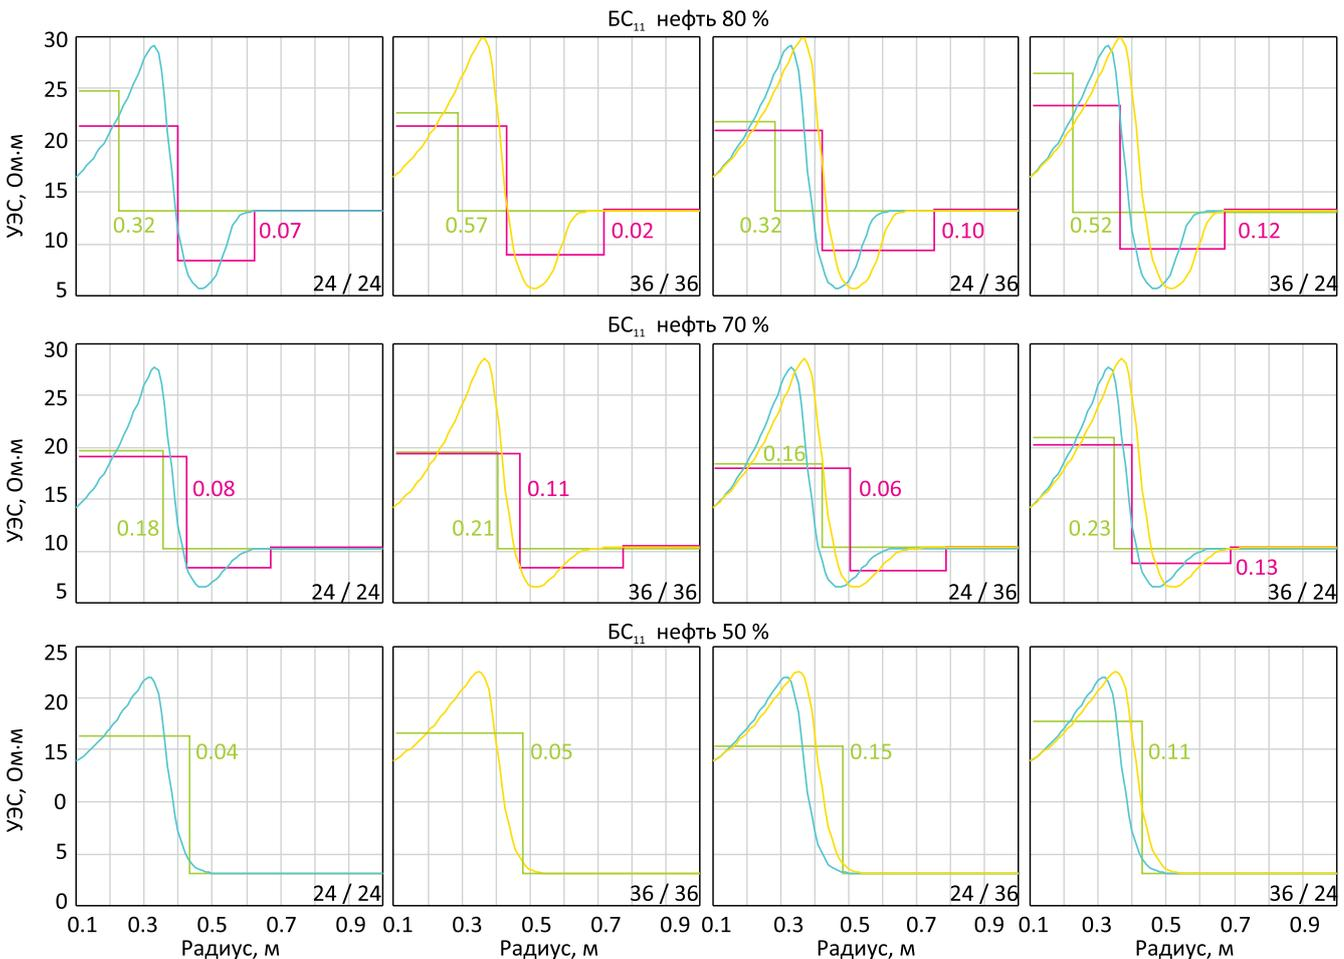 БС₁₁ нефть 80 %
30
25
20
15
10
5
УЭС, Ом·м
0.32
0.07
24 / 24
0.57
0.02
36 / 36
0.32
0.10
24 / 36
0.52
0.12
36 / 24
БС₁₁ нефть 70 %
30
25
20
15
10
5
УЭС, Ом·м
0.18
0.08
24 / 24
0.21
0.11
36 / 36
0.16
0.06
24 / 36
0.23
0.13
36 / 24
БС₁₁ нефть 50 %
25
20
15
0
5
0
УЭС, Ом·м
0.04
24 / 24
0.05
36 / 36
0.15
24 / 36
0.11
36 / 24
0.1 0.3 0.5 0.7 0.9
0.1 0.3 0.5 0.7 0.9
0.1 0.3 0.5 0.7 0.9
0.1 0.3 0.5 0.7 0.9
Радиус, м
Радиус, м
Радиус, м
Радиус, м